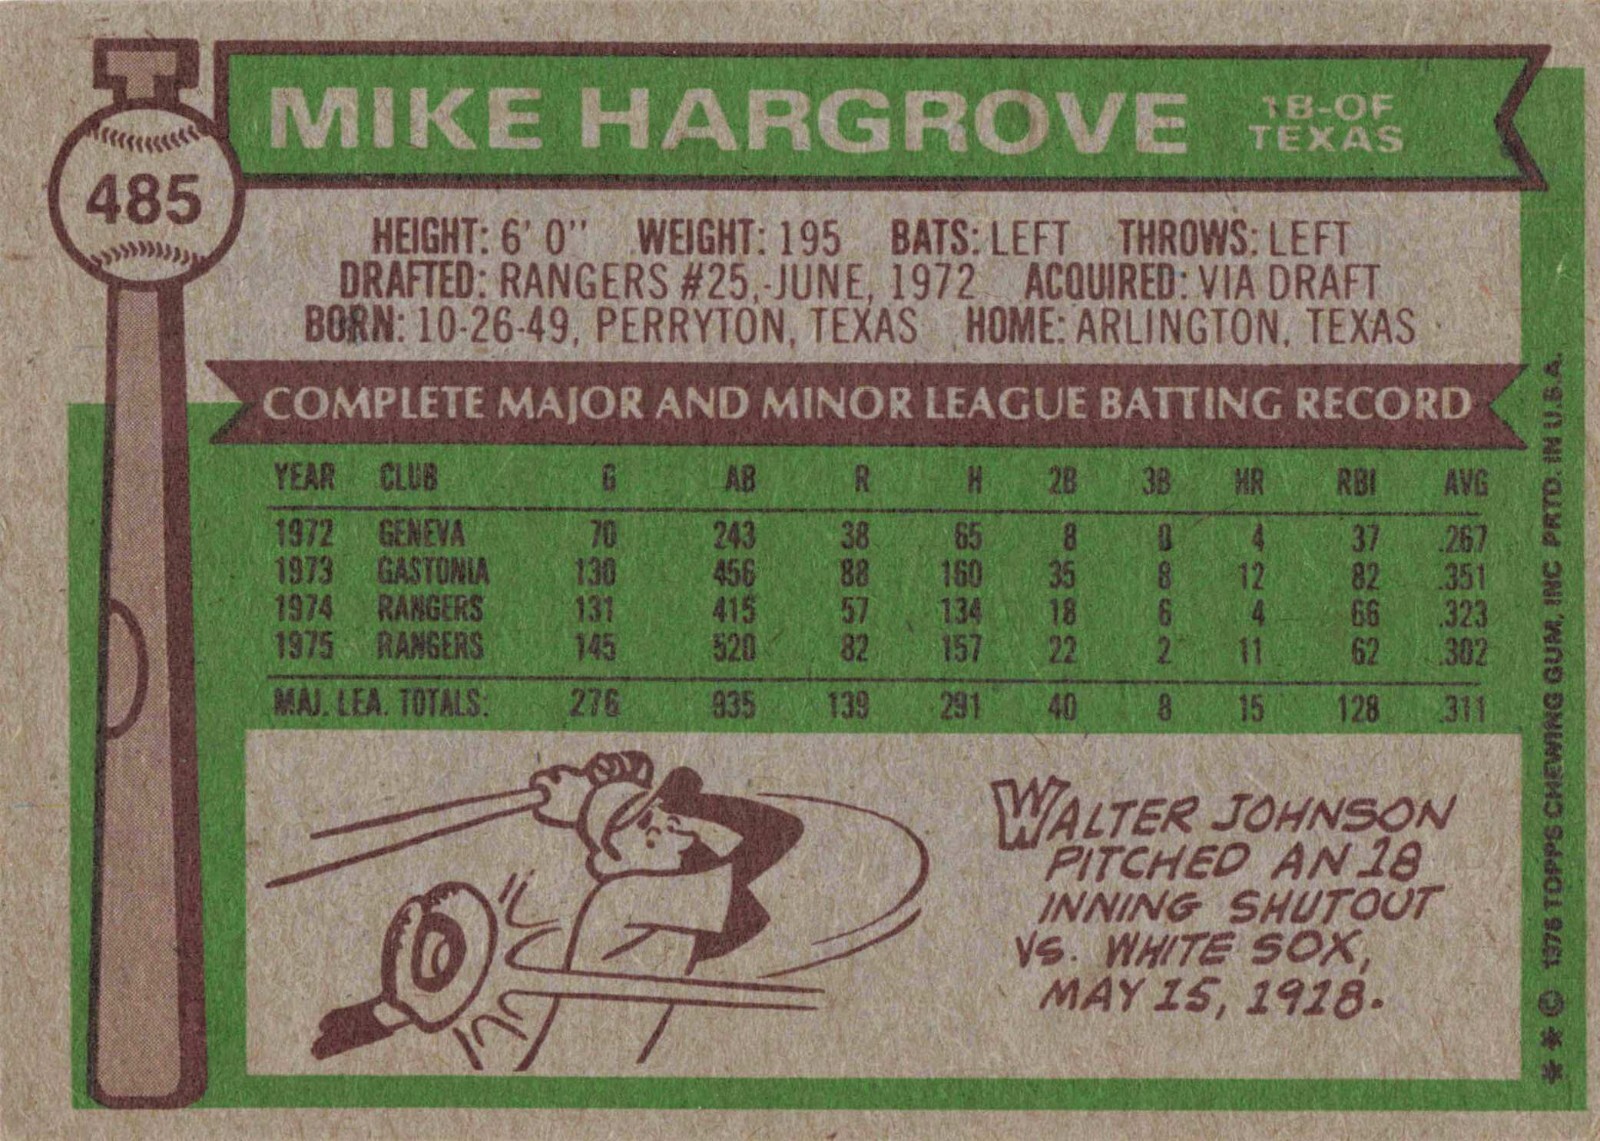 MIKE HARGROVE
1B-OF
TEXAS
485
HEIGHT: 6' 0" WEIGHT: 195 BATS: LEFT THROWS: LEFT
DRAFTED: RANGERS #25,-JUNE, 1972 ACQUIRED: VIA DRAFT
BORN: 10-26-49, PERRYTON, TEXAS HOME: ARLINGTON, TEXAS
COMPLETE MAJOR AND MINOR LEAGUE BATTING RECORD
YEAR CLUB G AB R H 2B 3B HR RBI AVG
1972 GENEVA 70 243 38 65 8 0 4 37 .267
1973 GASTONIA 130 456 88 160 35 8 12 82 .351
1974 RANGERS 131 415 57 134 18 6 4 66 .323
1975 RANGERS 145 520 82 157 22 2 11 62 .302
MAJ. LEA. TOTALS: 276 935 139 291 40 8 15 128 .311
WALTER JOHNSON
PITCHED AN 18
INNING SHUTOUT
VS. WHITE SOX,
MAY 15, 1918.
* * © 1976 TOPPS CHEWING GUM, INC PRTD. IN U.S.A.